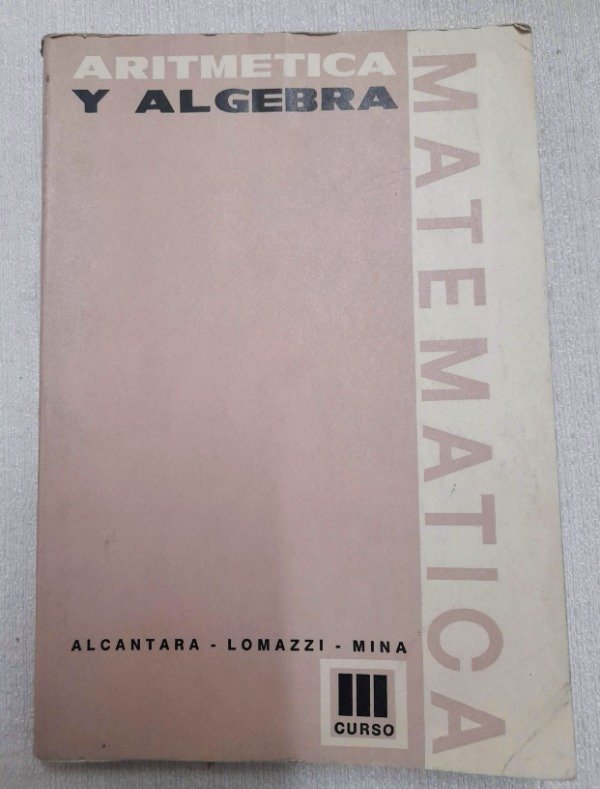 ARITMETICA
Y ALGEBRA
MATEMATICA
ALCANTARA - LOMAZZI - MINA
III
CURSO